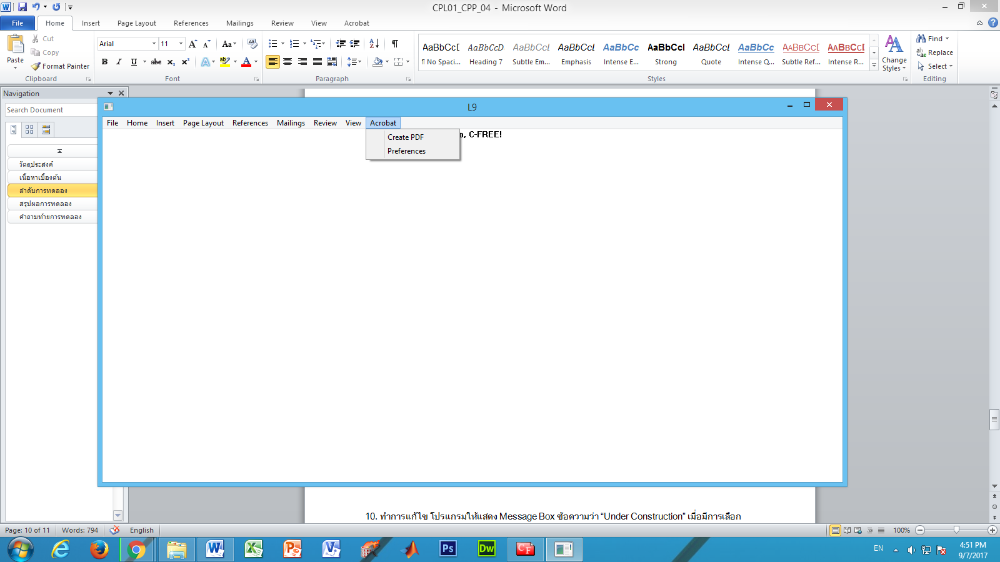 CPL01_CPP_04 - Microsoft Word
File Home Insert Page Layout References Mailings Review View Acrobat
Paste
Cut
Copy
Format Painter
Clipboard
Arial 11
Font
Paragraph
AaBbCcD AaBbCcD AaBbCcI AaBbCcL AaBbCc AaBbCcI AaBbCcL AaBbCc AABBCCD AABBCCD
¶ No Spaci... Heading 7 Subtle Em... Emphasis Intense E... Strong Quote Intense Q... Subtle Ref... Intense R...
Styles
Change Styles
Find
Replace
Select
Editing
Navigation
Search Document
วัตถุประสงค์
เนื้อหาเบื้องต้น
ลำดับการทดลอง
สรุปผลการทดลอง
คำถามท้ายการทดลอง
L9
File Home Insert Page Layout References Mailings Review View Acrobat
Create PDF
Preferences
o, C-FREE!
10. ทำการแก้ไข โปรแกรมให้แสดง Message Box ข้อความว่า “Under Construction” เมื่อมีการเลือก
Page: 10 of 11 Words: 794 English 100%
EN
4:51 PM
9/7/2017